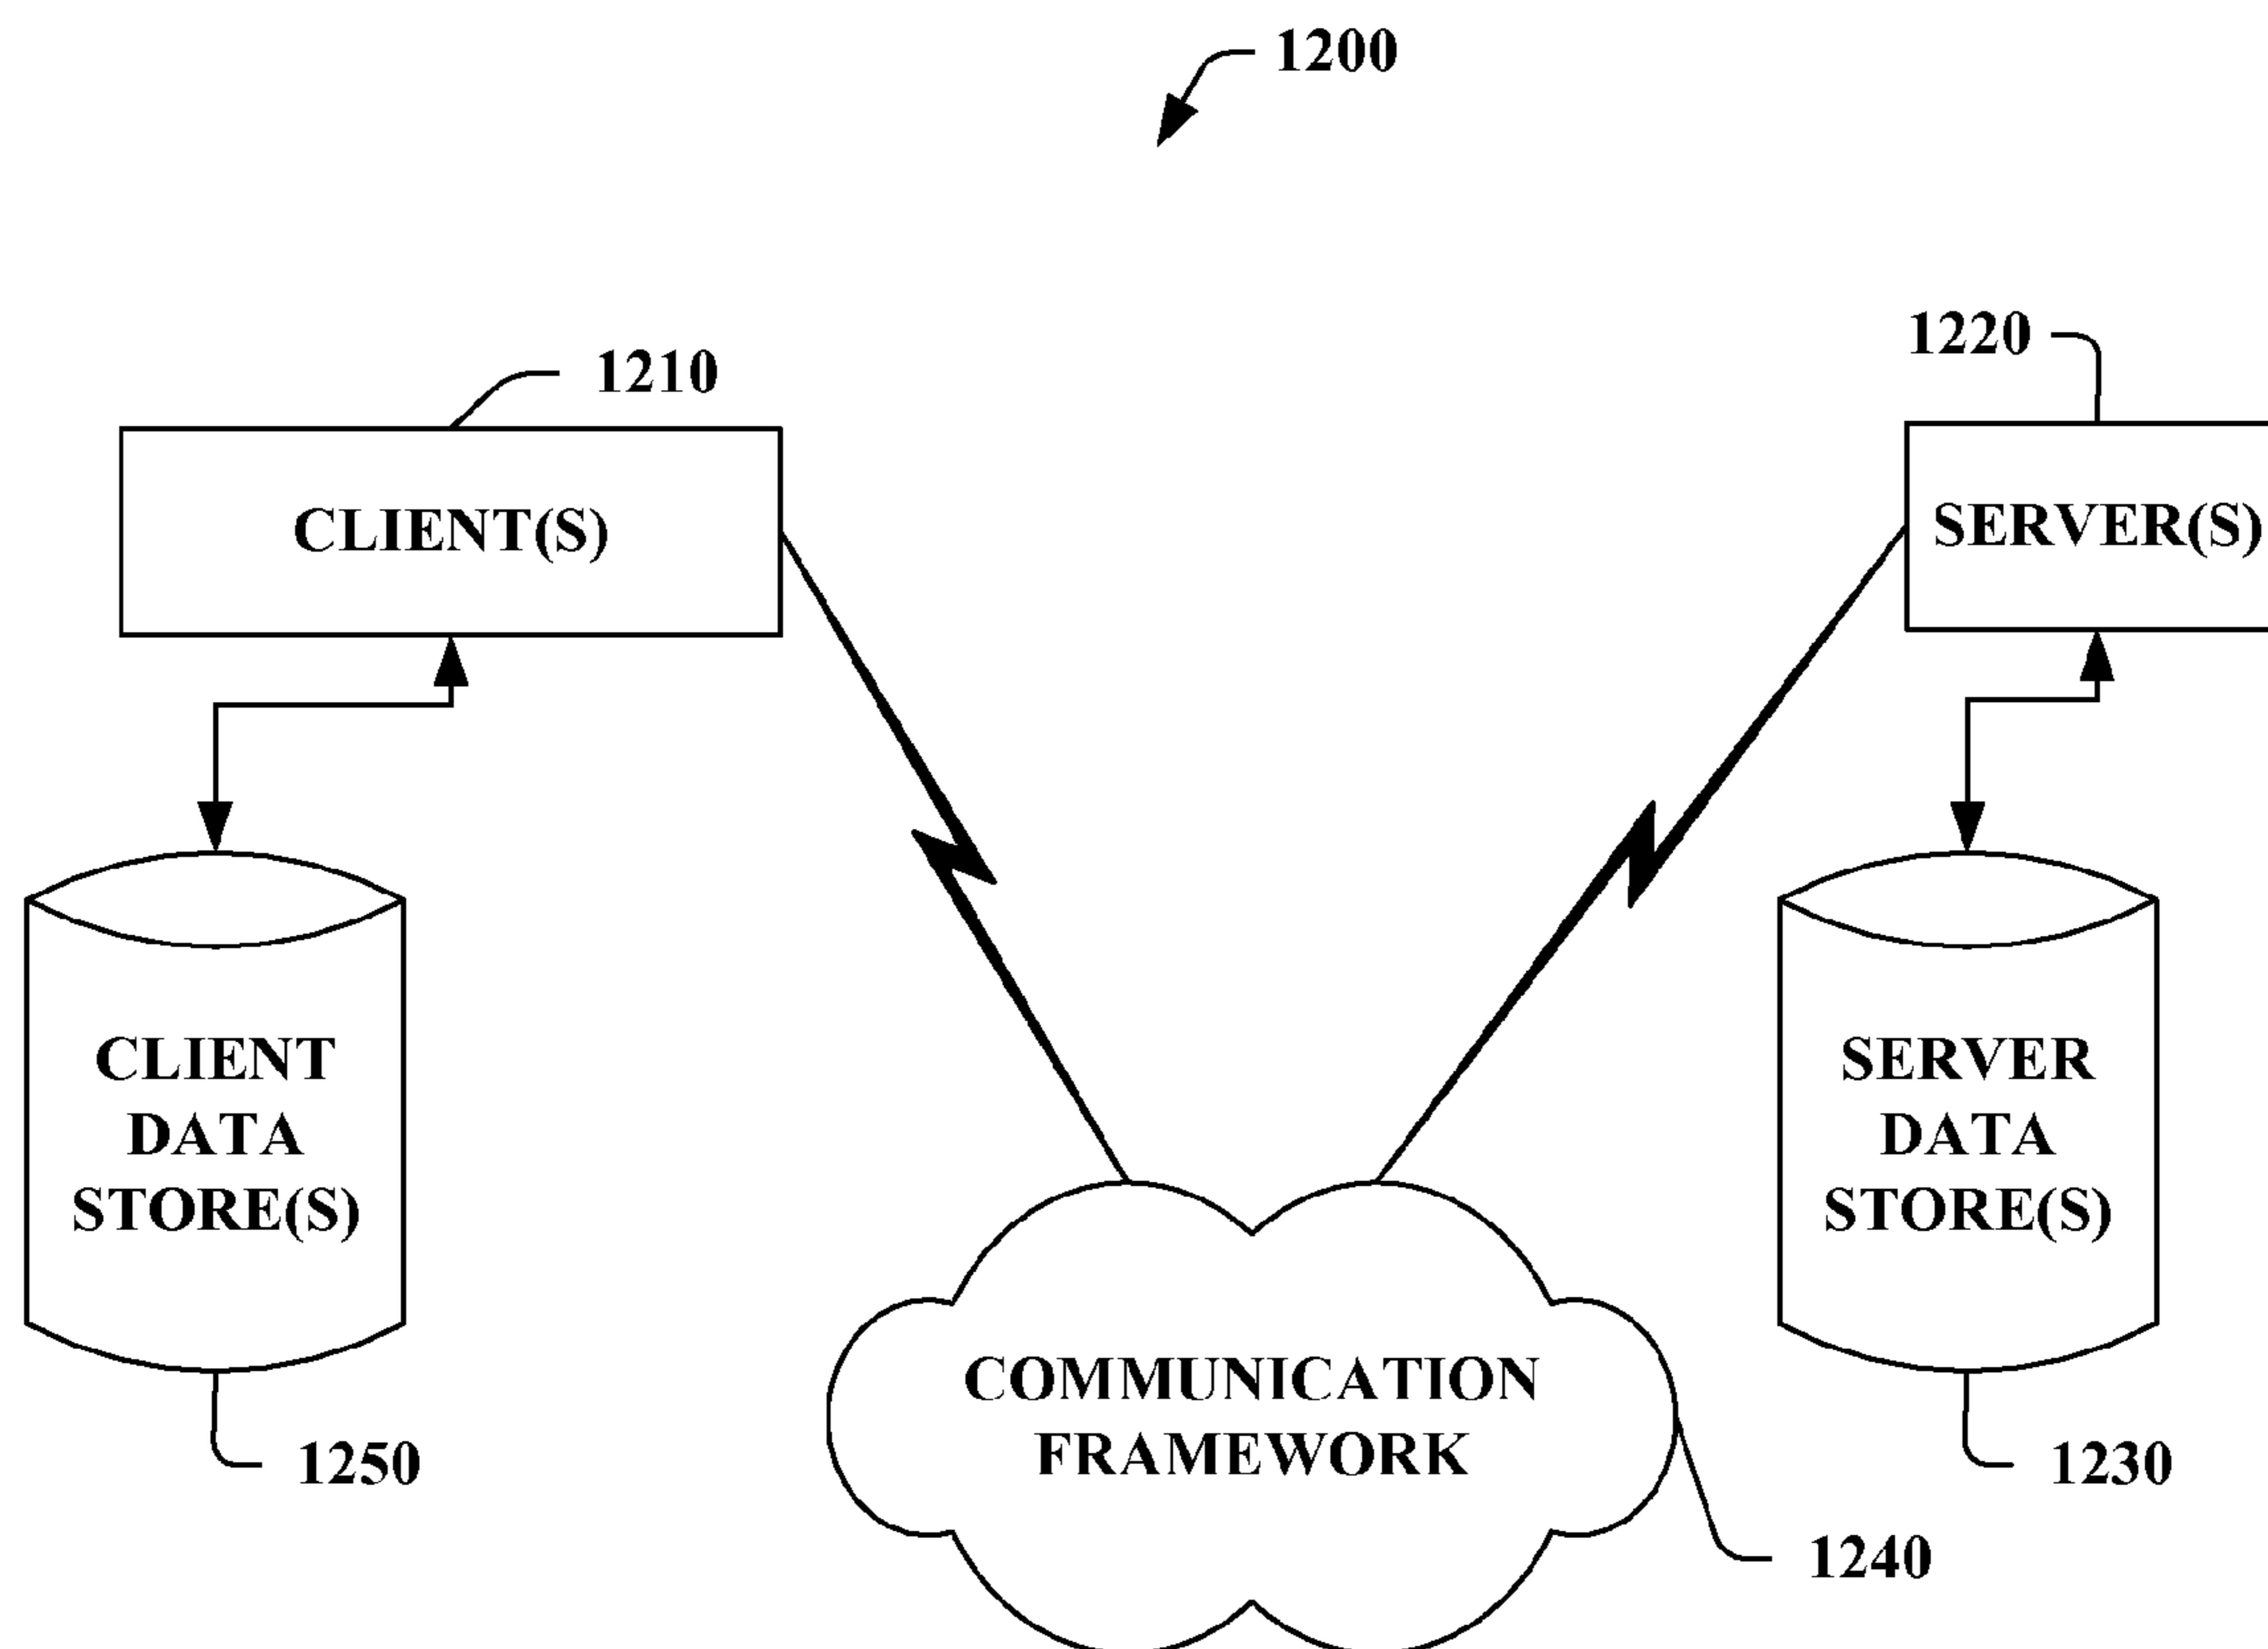 1200
1210
1220
CLIENT(S)
SERVER(S)
CLIENT
DATA
STORE(S)
SERVER
DATA
STORE(S)
COMMUNICATION
FRAMEWORK
1250
1230
1240